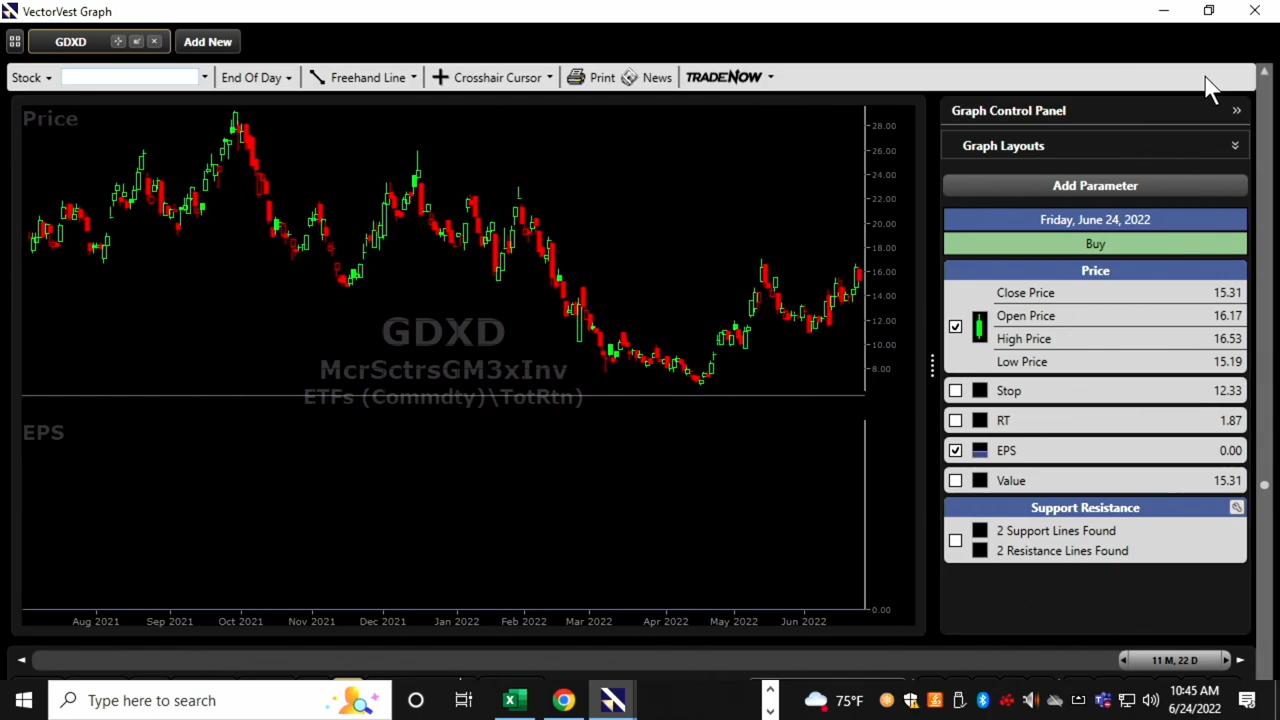 VectorVest Graph
GDXD
Add New
Stock
End Of Day
Freehand Line
Crosshair Cursor
Print
News
TRADENOW
Price
28.00
26.00
24.00
22.00
20.00
18.00
16.00
14.00
12.00
10.00
8.00
GDXD
McrSctrsGM3xInv
ETFs (Commdty)\TotRtn)
EPS
0.00
Aug 2021
Sep 2021
Oct 2021
Nov 2021
Dec 2021
Jan 2022
Feb 2022
Mar 2022
Apr 2022
May 2022
Jun 2022
Graph Control Panel
Graph Layouts
Add Parameter
Friday, June 24, 2022
Buy
Price
Close Price 15.31
Open Price 16.17
High Price 16.53
Low Price 15.19
Stop 12.33
RT 1.87
EPS 0.00
Value 15.31
Support Resistance
2 Support Lines Found
2 Resistance Lines Found
11 M, 22 D
Type here to search
75°F
10:45 AM
6/24/2022